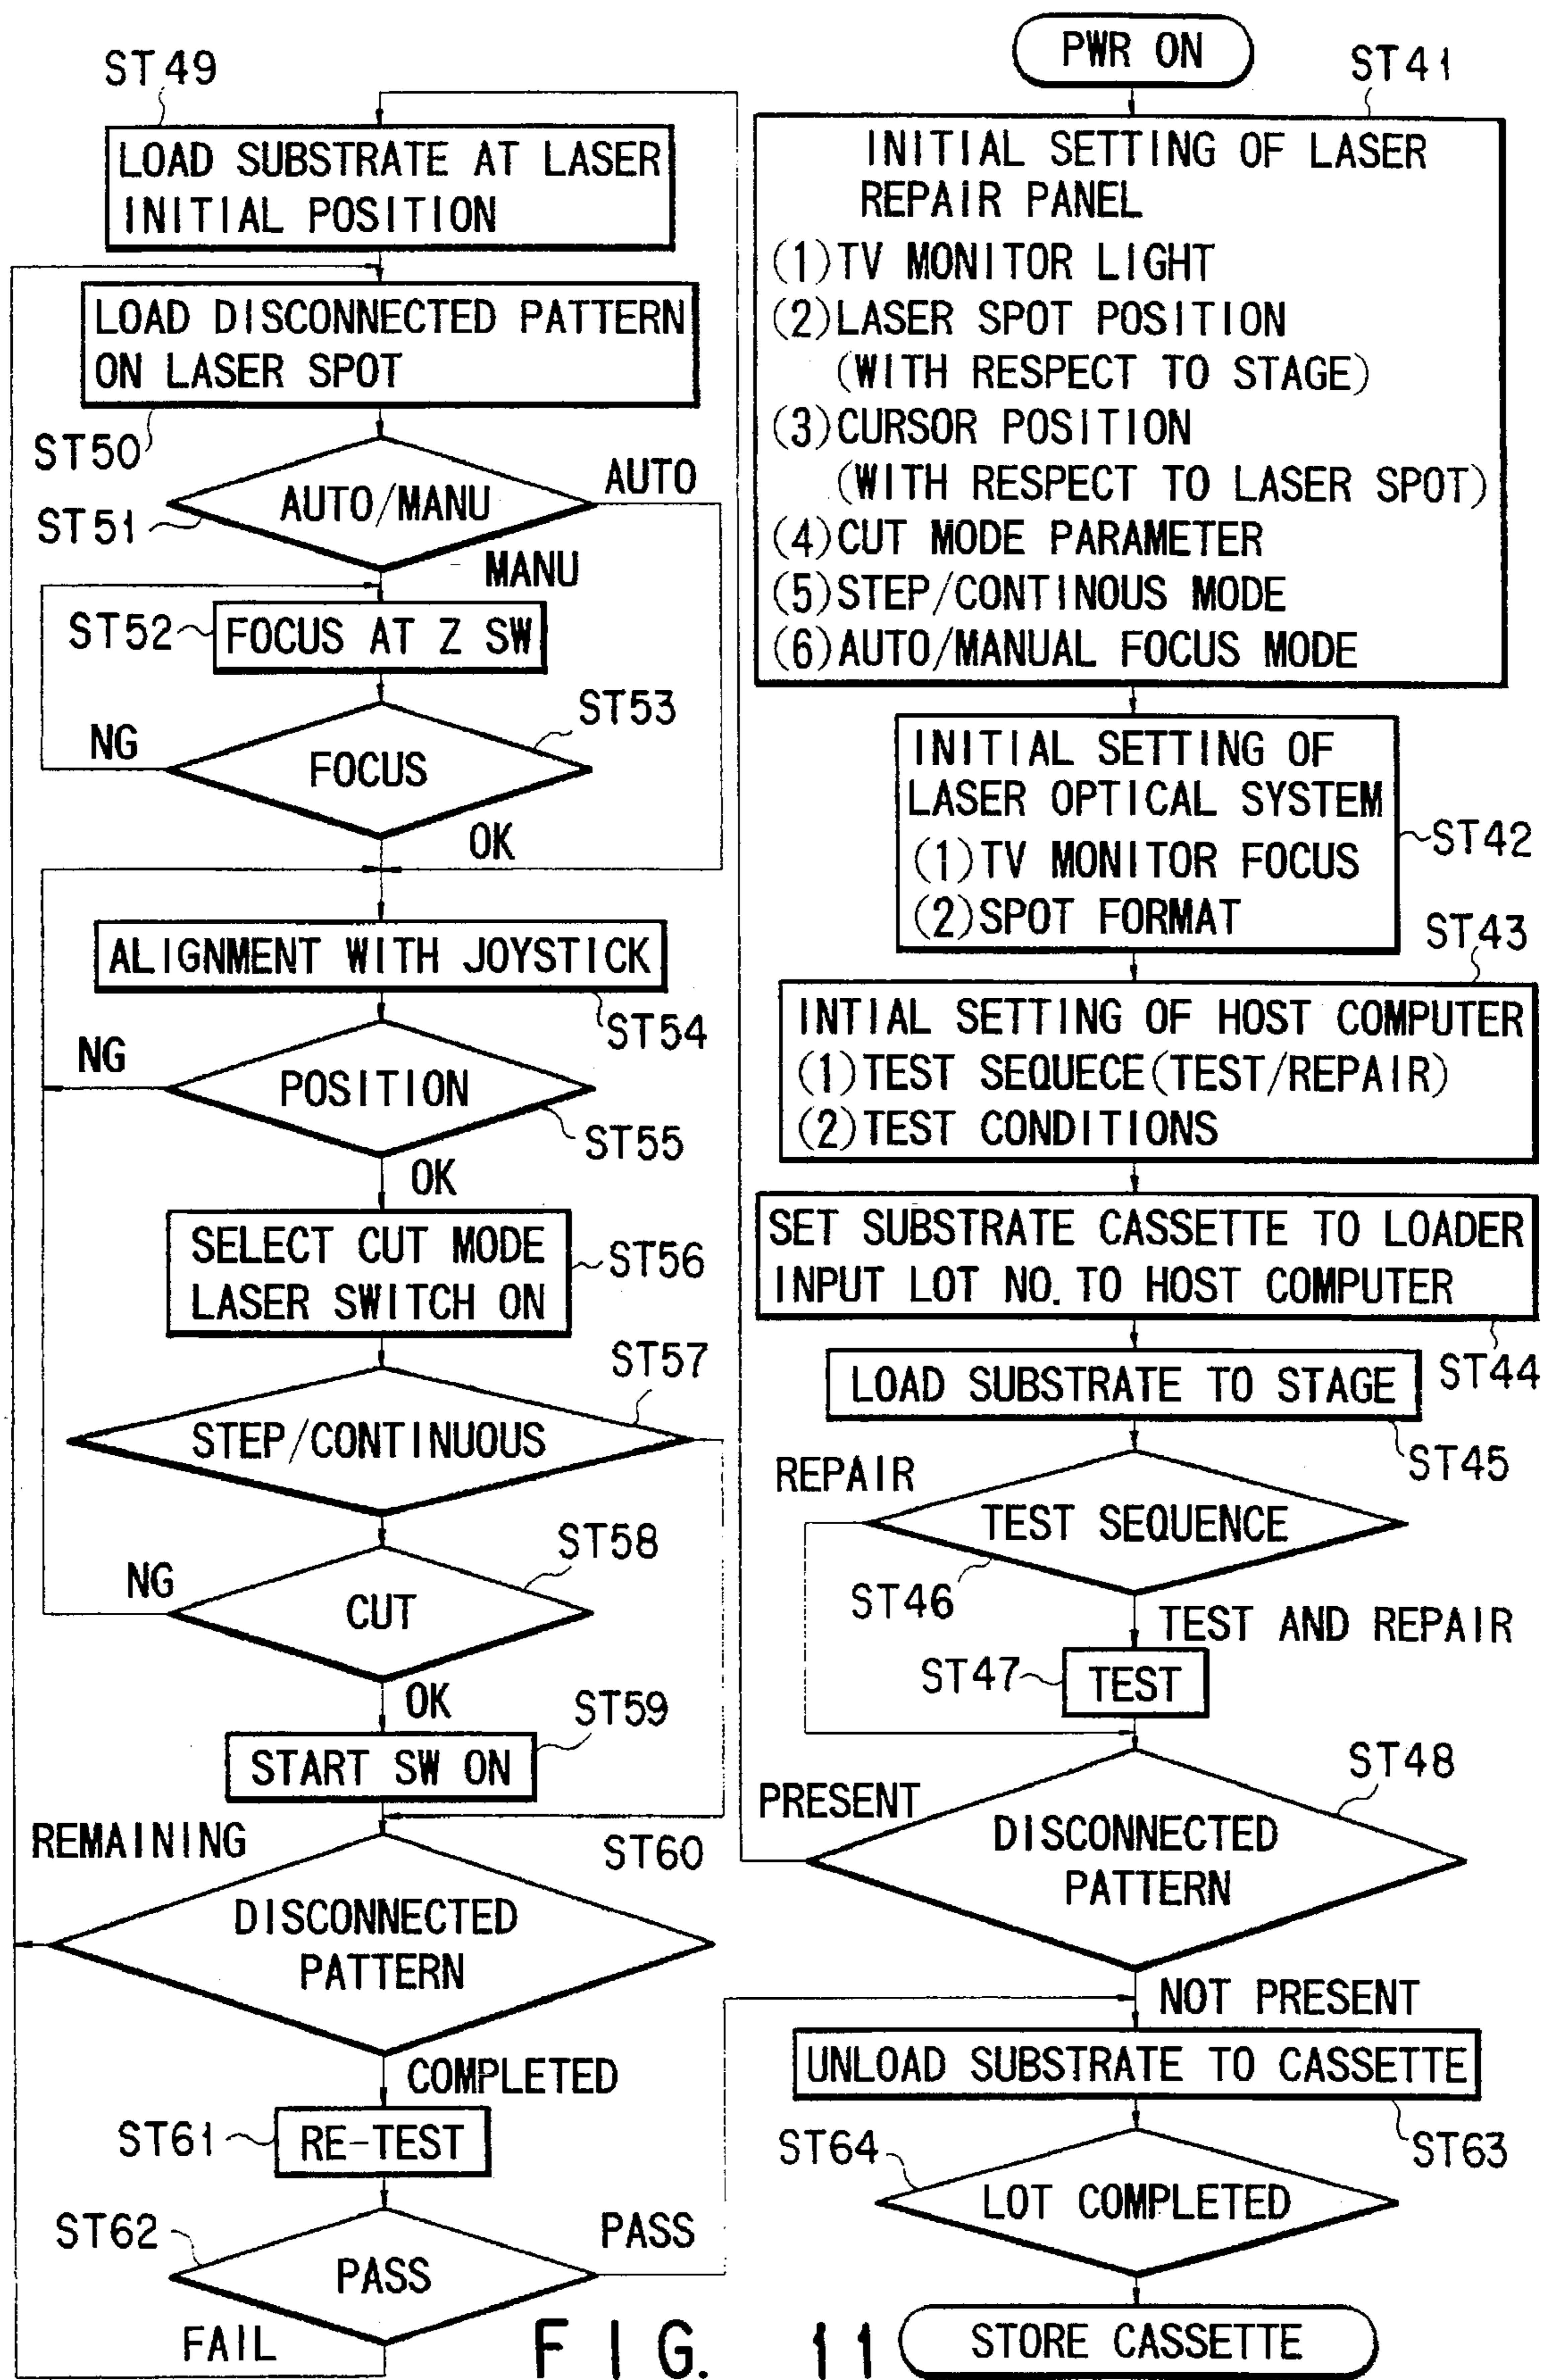 PWR ON
ST41
INITIAL SETTING OF LASER
REPAIR PANEL
(1)TV MONITOR LIGHT
(2)LASER SPOT POSITION
(WITH RESPECT TO STAGE)
(3)CURSOR POSITION
(WITH RESPECT TO LASER SPOT)
(4)CUT MODE PARAMETER
(5)STEP/CONTINOUS MODE
(6)AUTO/MANUAL FOCUS MODE
INITIAL SETTING OF
LASER OPTICAL SYSTEM
(1)TV MONITOR FOCUS
(2)SPOT FORMAT
ST42
ST43
INTIAL SETTING OF HOST COMPUTER
(1)TEST SEQUECE(TEST/REPAIR)
(2)TEST CONDITIONS
SET SUBSTRATE CASSETTE TO LOADER
INPUT LOT NO. TO HOST COMPUTER
ST44
LOAD SUBSTRATE TO STAGE
ST45
REPAIR
TEST SEQUENCE
ST46
TEST AND REPAIR
ST47
TEST
ST48
PRESENT
DISCONNECTED
PATTERN
NOT PRESENT
UNLOAD SUBSTRATE TO CASSETTE
ST63
ST64
LOT COMPLETED
STORE CASSETTE
ST49
LOAD SUBSTRATE AT LASER
INITIAL POSITION
LOAD DISCONNECTED PATTERN
ON LASER SPOT
ST50
AUTO/MANU
AUTO
ST51
MANU
ST52
FOCUS AT Z SW
ST53
NG
FOCUS
OK
ALIGNMENT WITH JOYSTICK
ST54
NG
POSITION
ST55
OK
SELECT CUT MODE
LASER SWITCH ON
ST56
ST57
STEP/CONTINUOUS
ST58
NG
CUT
OK
ST59
START SW ON
REMAINING
ST60
DISCONNECTED
PATTERN
COMPLETED
ST61
RE-TEST
ST62
PASS
PASS
FAIL
FIG. 11